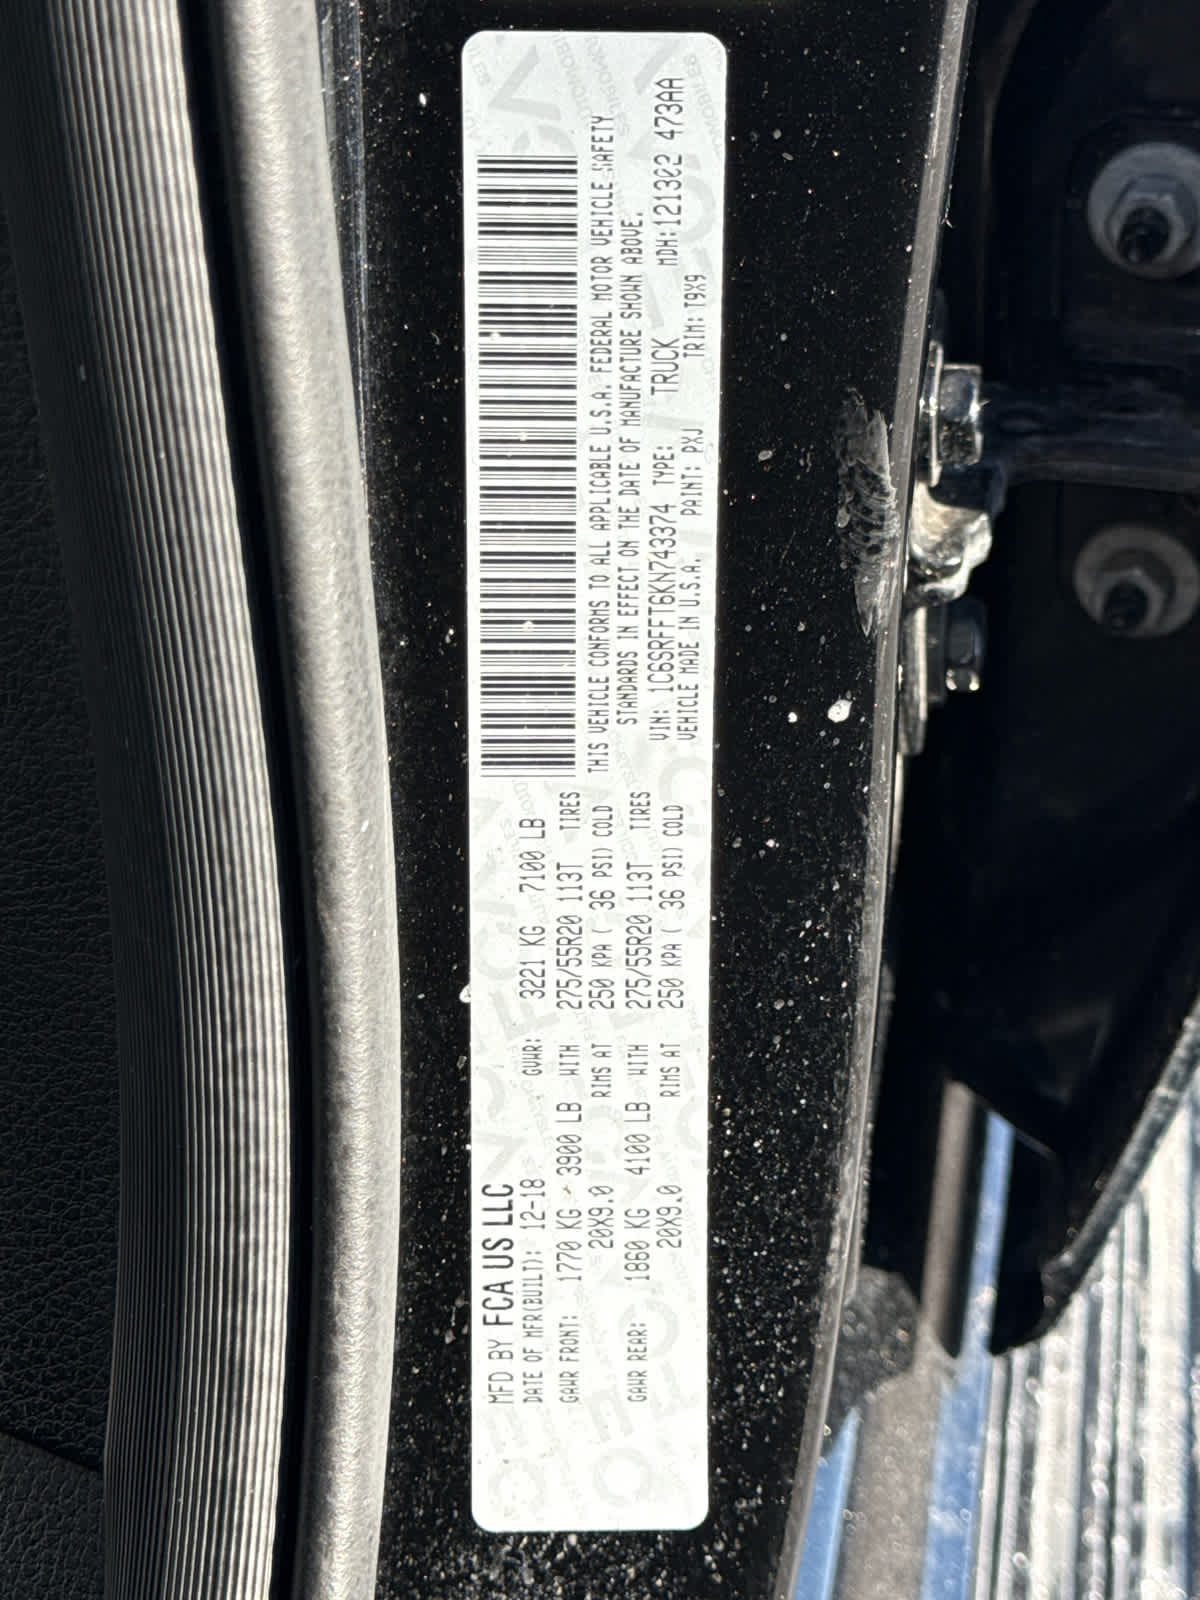 MFD BY FCA US LLC
DATE OF MFR(BUILT): 12-18 GVWR: 3221 KG 7100 LB
GAWR FRONT: 1770 KG 3900 LB WITH 275/55R20 113T TIRES
20X9.0 RIMS AT 250 KPA ( 36 PSI) COLD
GAWR REAR: 1860 KG 4100 LB WITH 275/55R20 113T TIRES
20X9.0 RIMS AT 250 KPA ( 36 PSI) COLD
THIS VEHICLE CONFORMS TO ALL APPLICABLE U.S.A. FEDERAL MOTOR VEHICLE SAFETY
STANDARDS IN EFFECT ON THE DATE OF MANUFACTURE SHOWN ABOVE.
VIN: 1C6SRFFT6KN743374 TYPE: TRUCK MDH: 121302 473AA
VEHICLE MADE IN U.S.A. PAINT: PXJ TRIM: T9X9